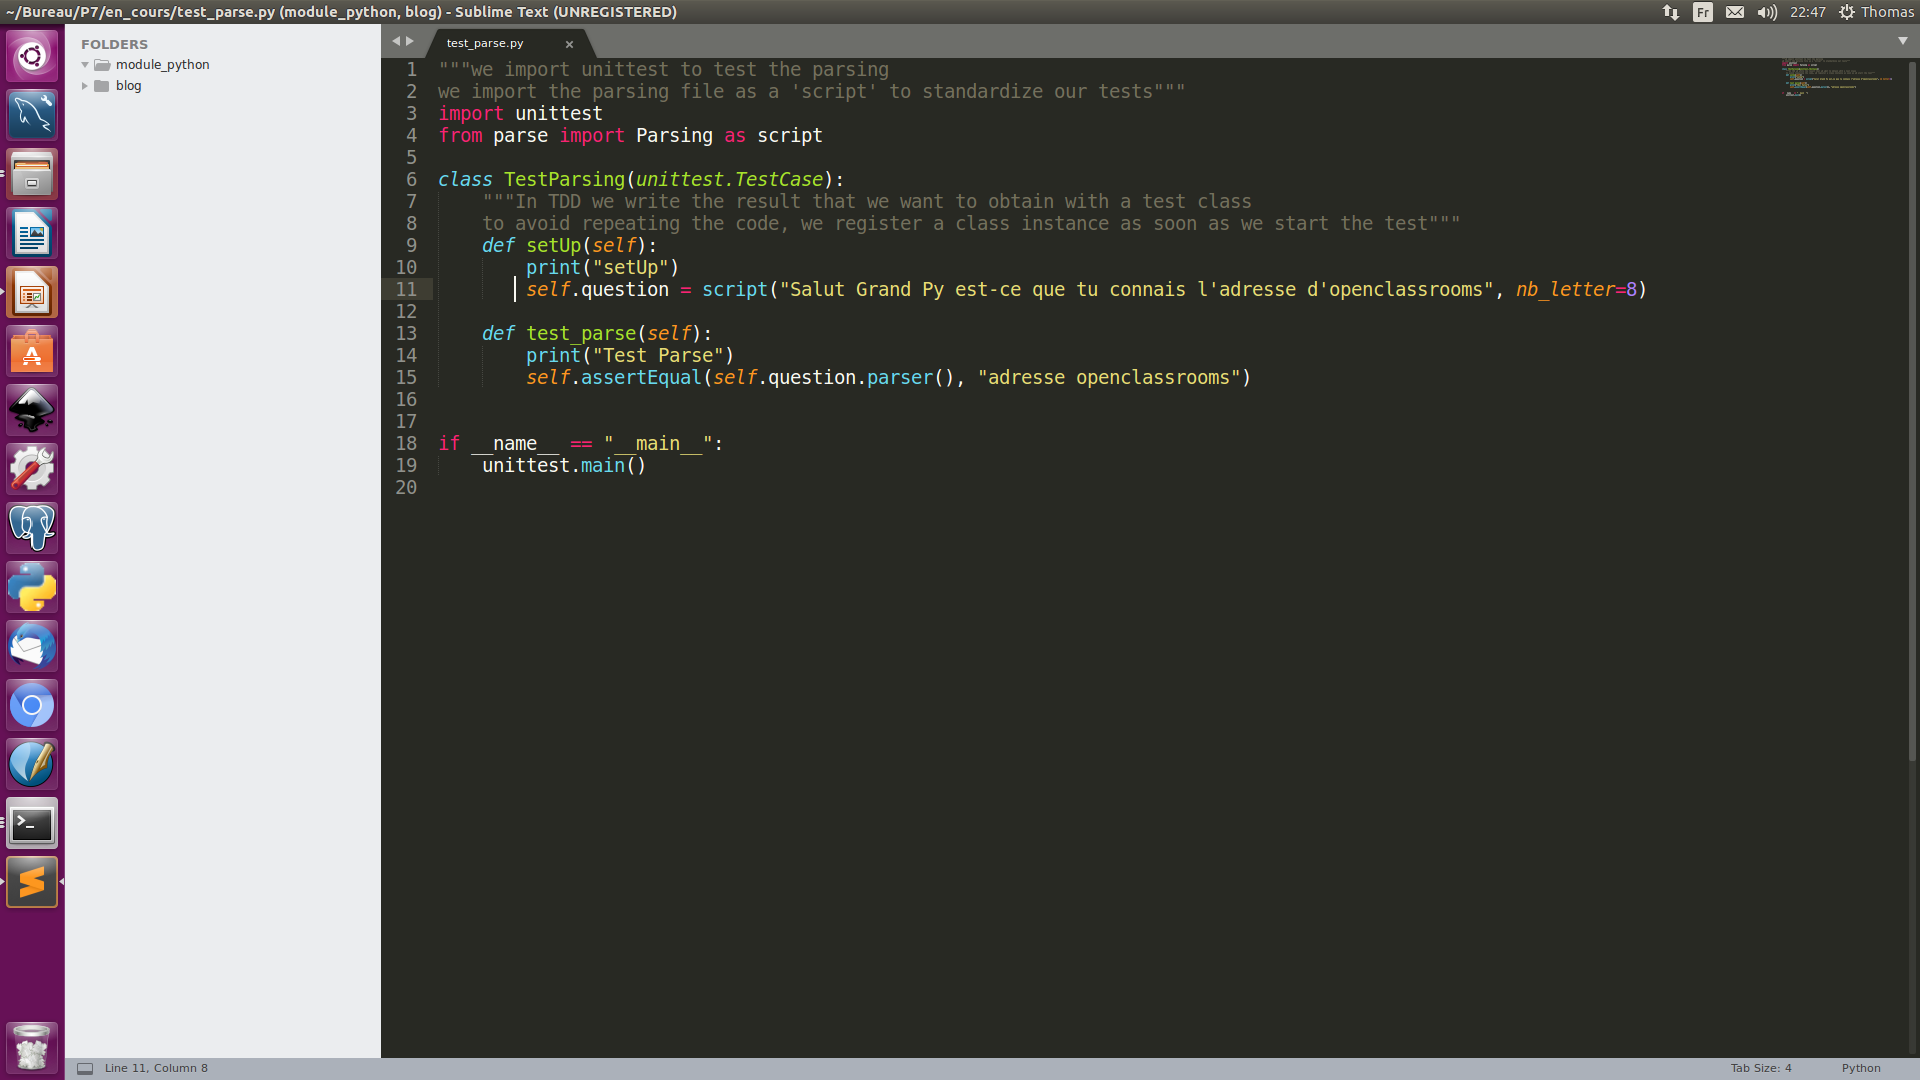 ~/Bureau/P7/en_cours/test_parse.py (module_python, blog) - Sublime Text (UNREGISTERED)
Fr 22:47 Thomas
FOLDERS
module_python
blog
test_parse.py
1 """we import unittest to test the parsing
2 we import the parsing file as a 'script' to standardize our tests"""
3 import unittest
4 from parse import Parsing as script
5
6 class TestParsing(unittest.TestCase):
7 """In TDD we write the result that we want to obtain with a test class
8 to avoid repeating the code, we register a class instance as soon as we start the test"""
9 def setUp(self):
10 print("setUp")
11 self.question = script("Salut Grand Py est-ce que tu connais l'adresse d'openclassrooms", nb_letter=8)
12
13 def test_parse(self):
14 print("Test Parse")
15 self.assertEqual(self.question.parser(), "adresse openclassrooms")
16
17
18 if __name__ == "__main__":
19 unittest.main()
20
Line 11, Column 8
Tab Size: 4
Python